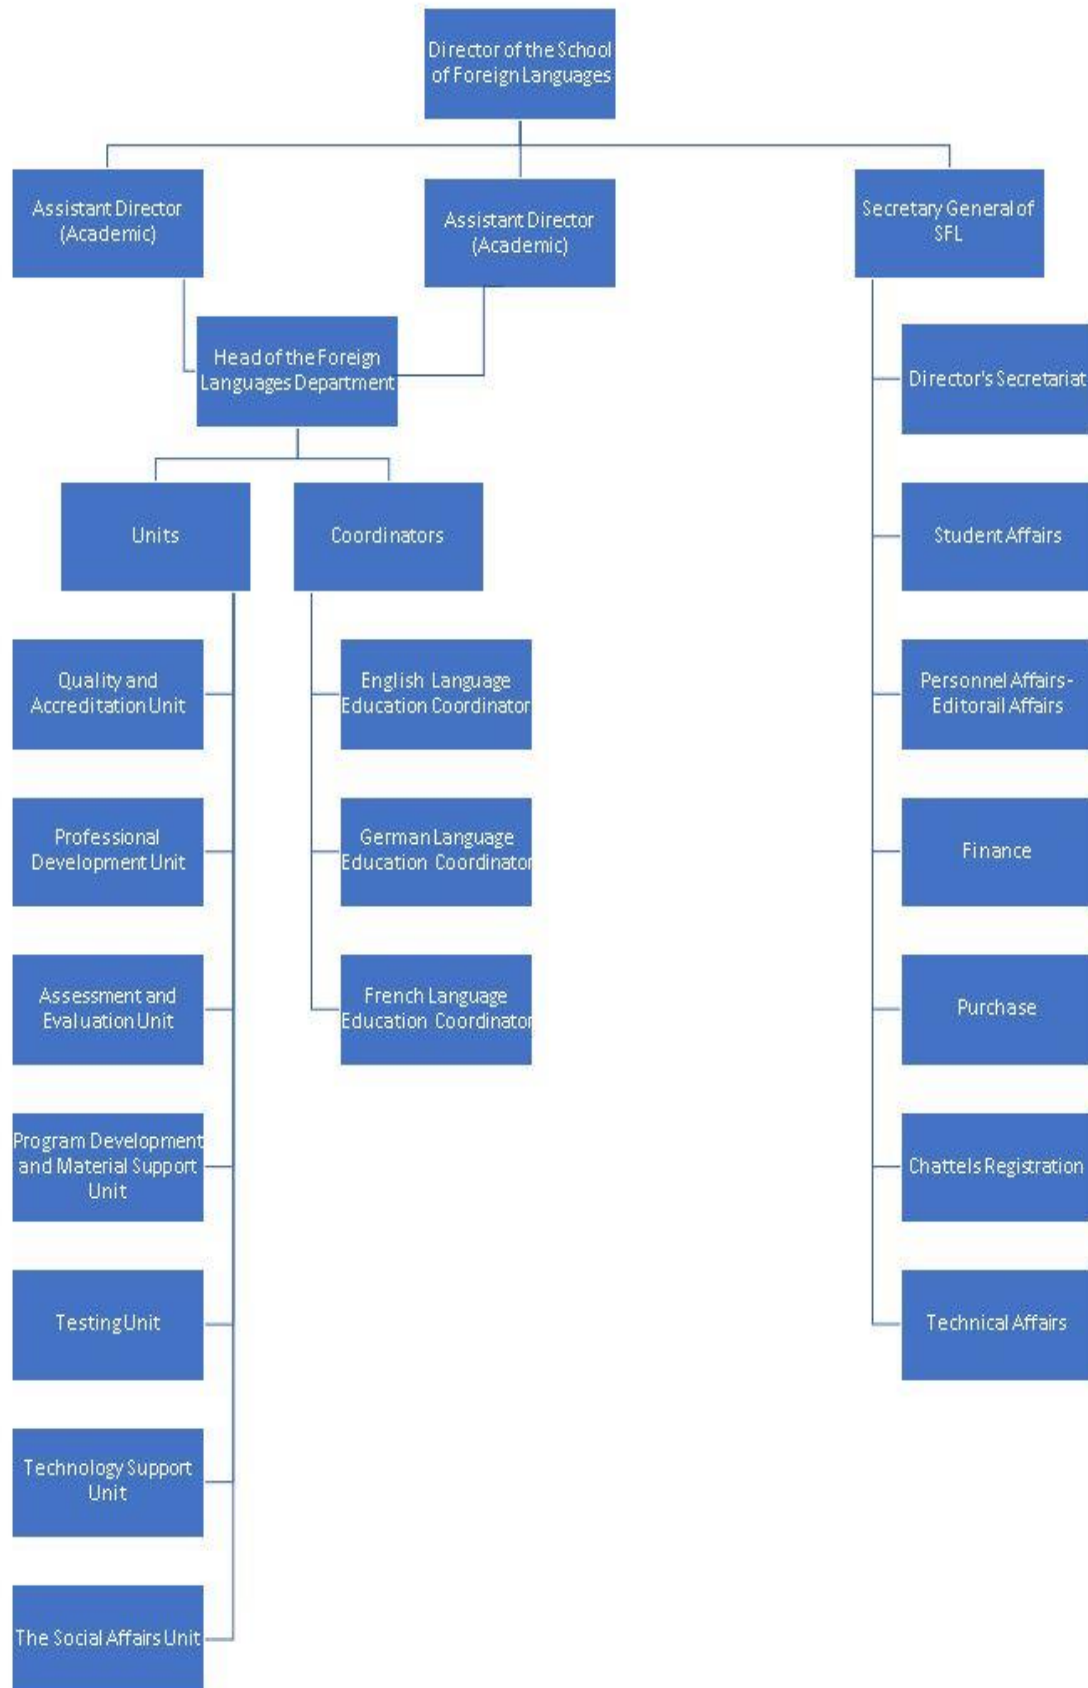 Director of the School
of Foreign Languages
Assistant Director
(Academic)
Assistant Director
(Academic)
Secretary General of
SFL
Head of the Foreign
Languages Department
Director's Secretariat
Units
Coordinators
Student Affairs
Quality and
Accreditation Unit
English Language
Education Coordinator
Personnel Affairs-
Editorail Affairs
Professional
Development Unit
German Language
Education Coordinator
Finance
Assessment and
Evaluation Unit
French Language
Education Coordinator
Purchase
Program Development
and Material Support
Unit
Chattels Registration
Testing Unit
Technical Affairs
Technology Support
Unit
The Social Affairs Unit